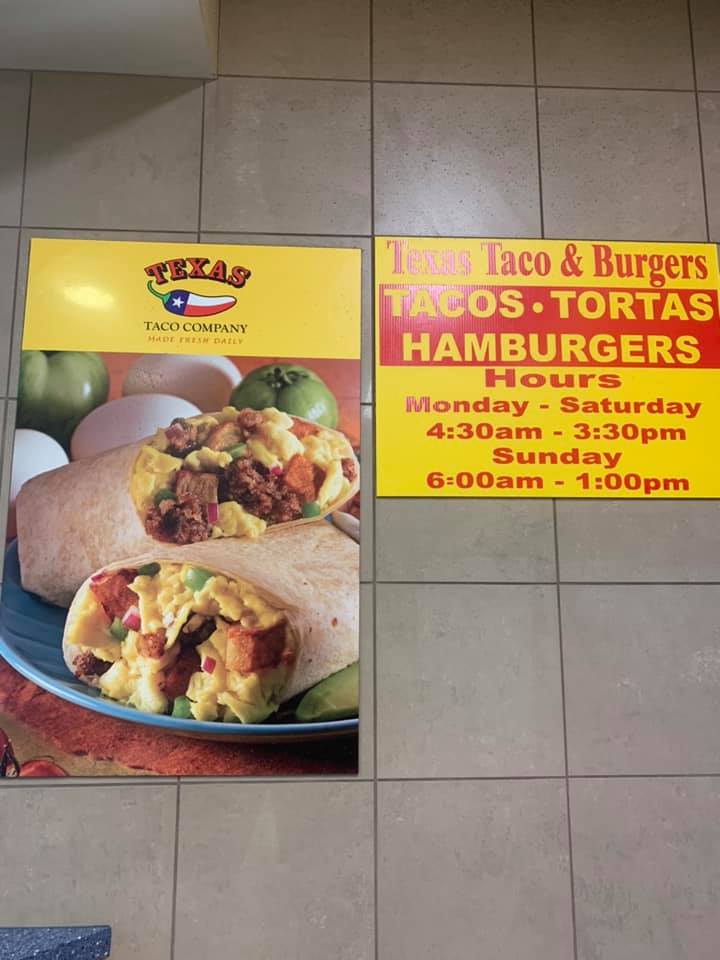 TEXAS
TACO COMPANY
MADE FRESH DAILY
Texas Taco & Burgers
TACOS • TORTAS
HAMBURGERS
Hours
Monday - Saturday
4:30am - 3:30pm
Sunday
6:00am - 1:00pm